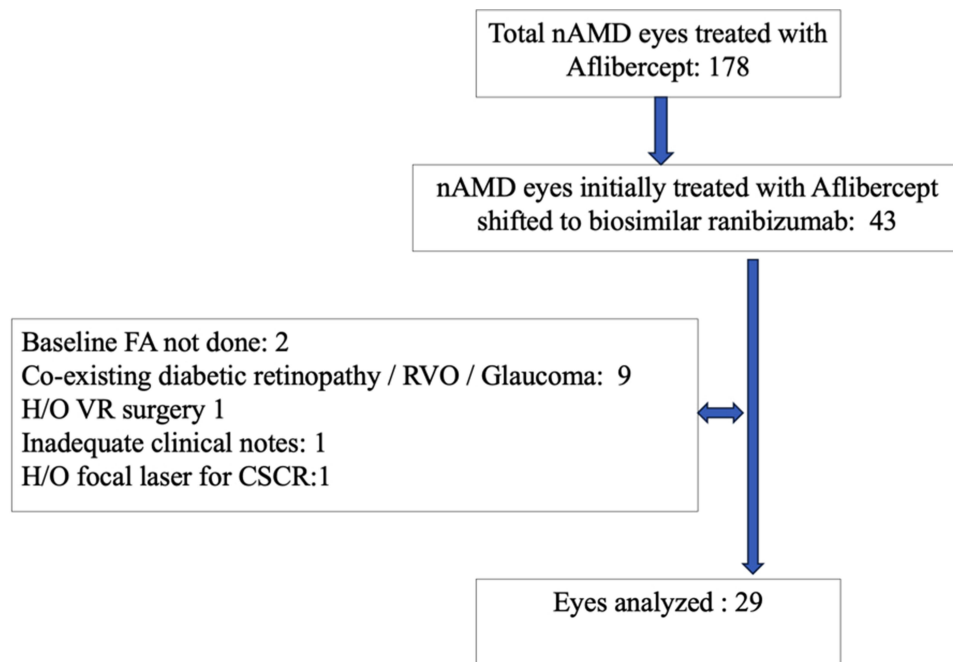 Total nAMD eyes treated with
Aflibercept: 178
nAMD eyes initially treated with Aflibercept
shifted to biosimilar ranibizumab:  43
Baseline FA not done: 2
Co-existing diabetic retinopathy / RVO / Glaucoma:  9
H/O VR surgery 1
Inadequate clinical notes: 1
H/O focal laser for CSCR:1
Eyes analyzed : 29